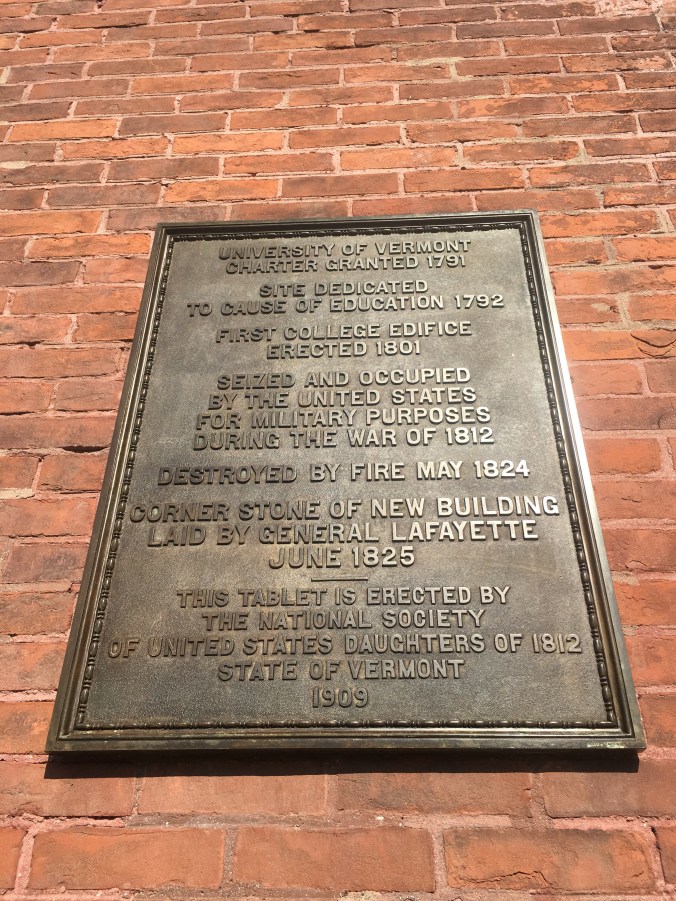 UNIVERSITY OF VERMONT
CHARTER GRANTED 1791
SITE DEDICATED
TO CAUSE OF EDUCATION 1792
FIRST COLLEGE EDIFICE
ERECTED 1801
SEIZED AND OCCUPIED
BY THE UNITED STATES
FOR MILITARY PURPOSES
DURING THE WAR OF 1812
DESTROYED BY FIRE MAY 1824
CORNER STONE OF NEW BUILDING
LAID BY GENERAL LAFAYETTE
JUNE 1825
THIS TABLET IS ERECTED BY
THE NATIONAL SOCIETY
OF UNITED STATES DAUGHTERS OF 1812
STATE OF VERMONT
1909